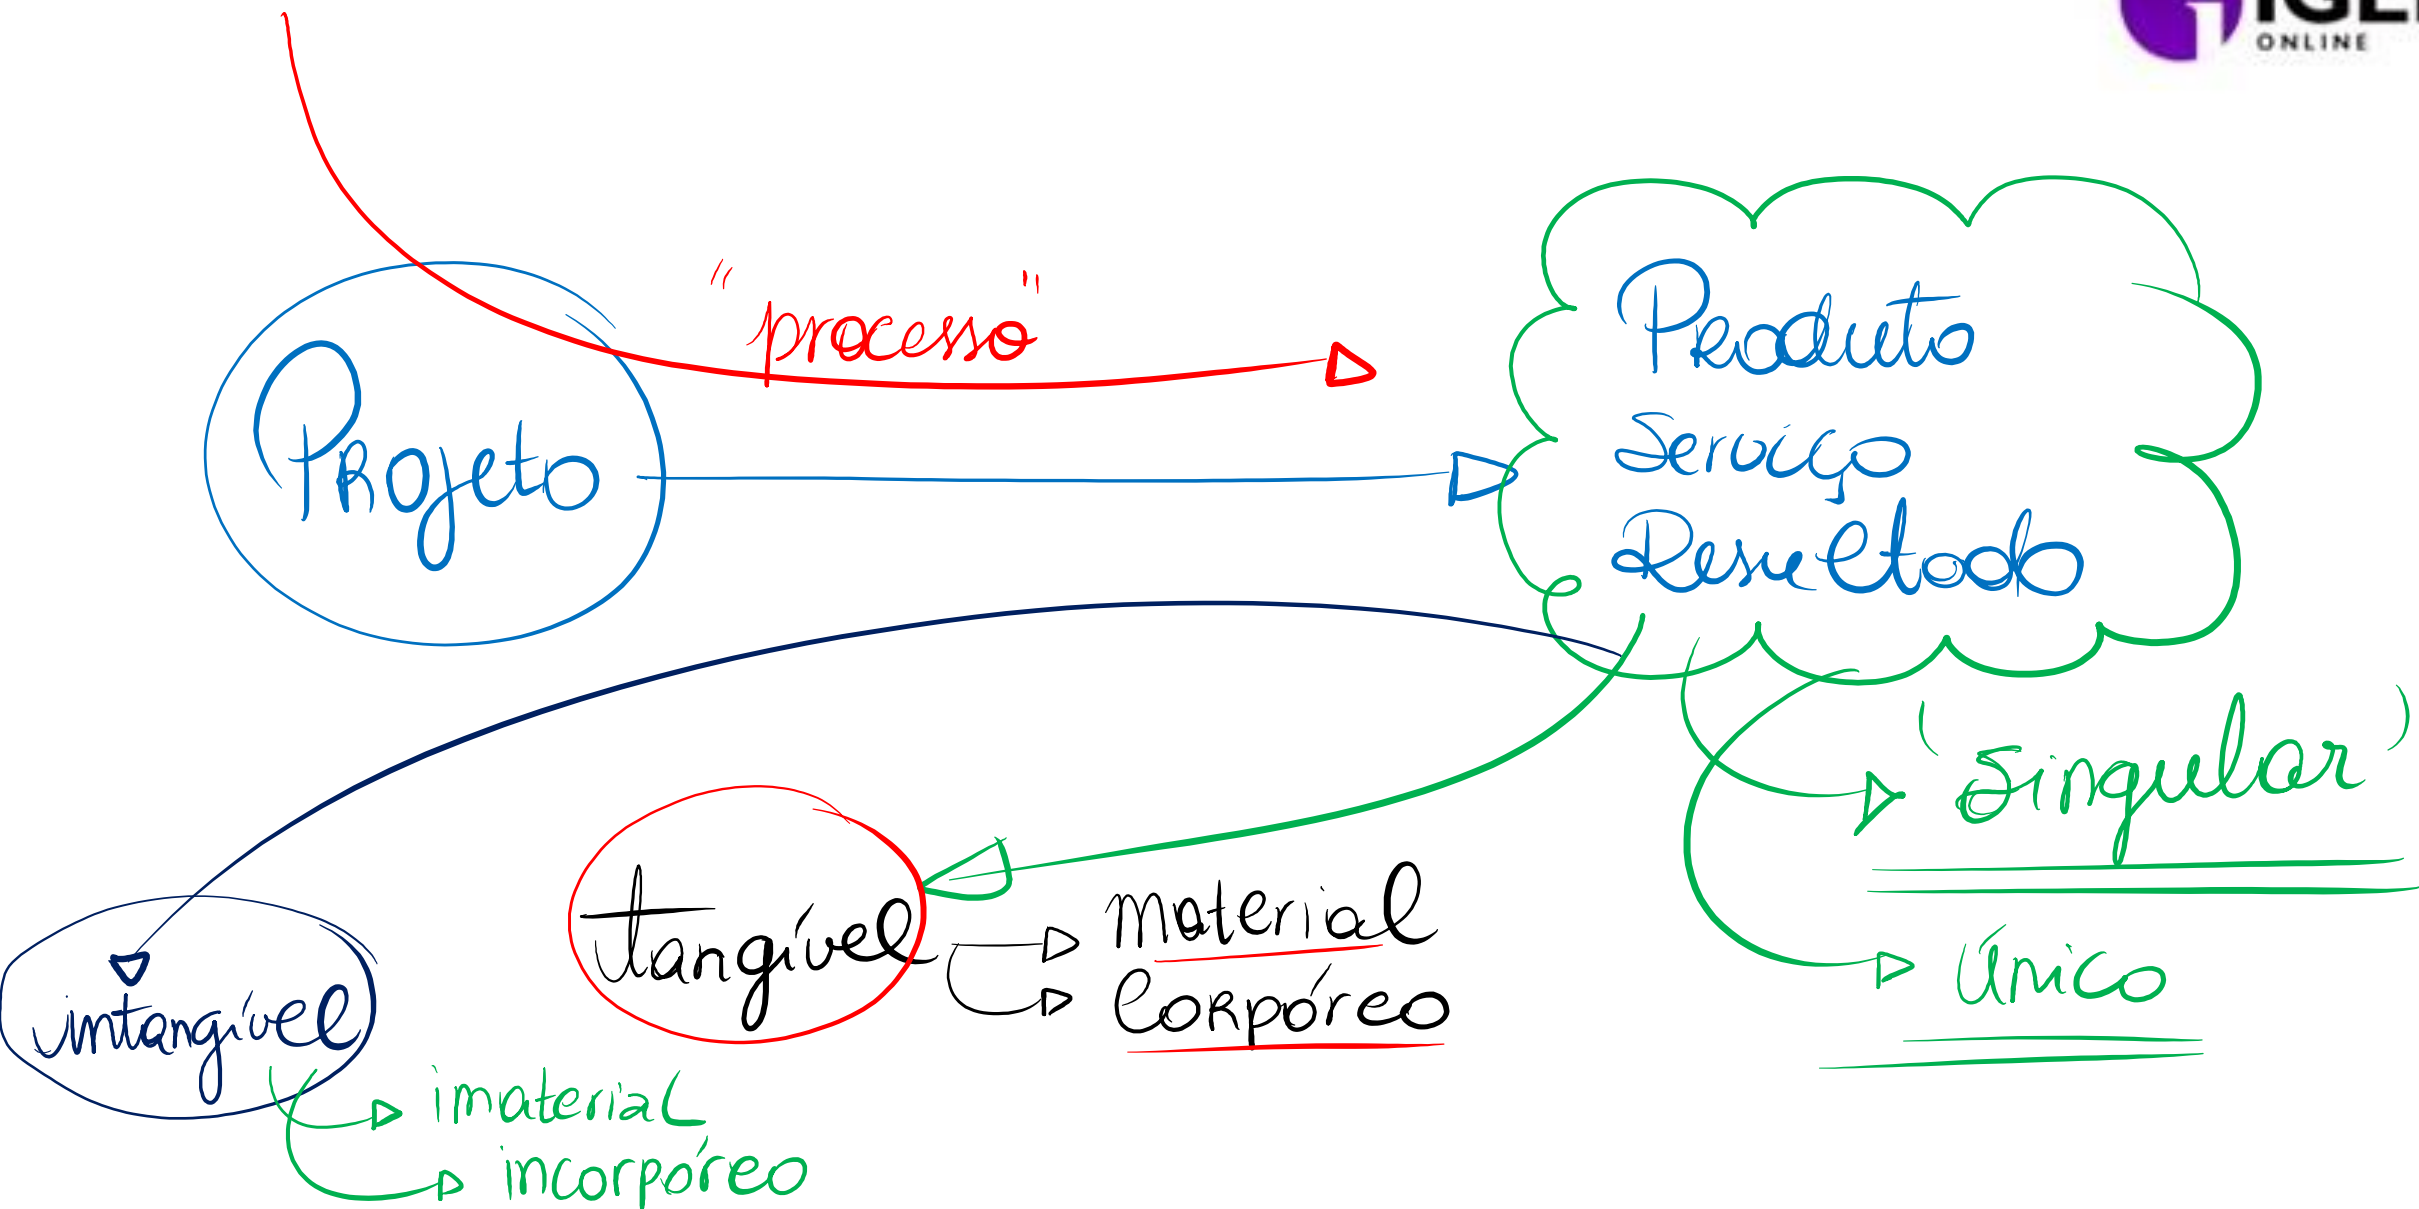 ONLINE
"processo"
Projeto
Produto
Serviço
Resultado
(Singular)
tangível
material
Corpóreo
Único
intangível
imaterial
incorpóreo